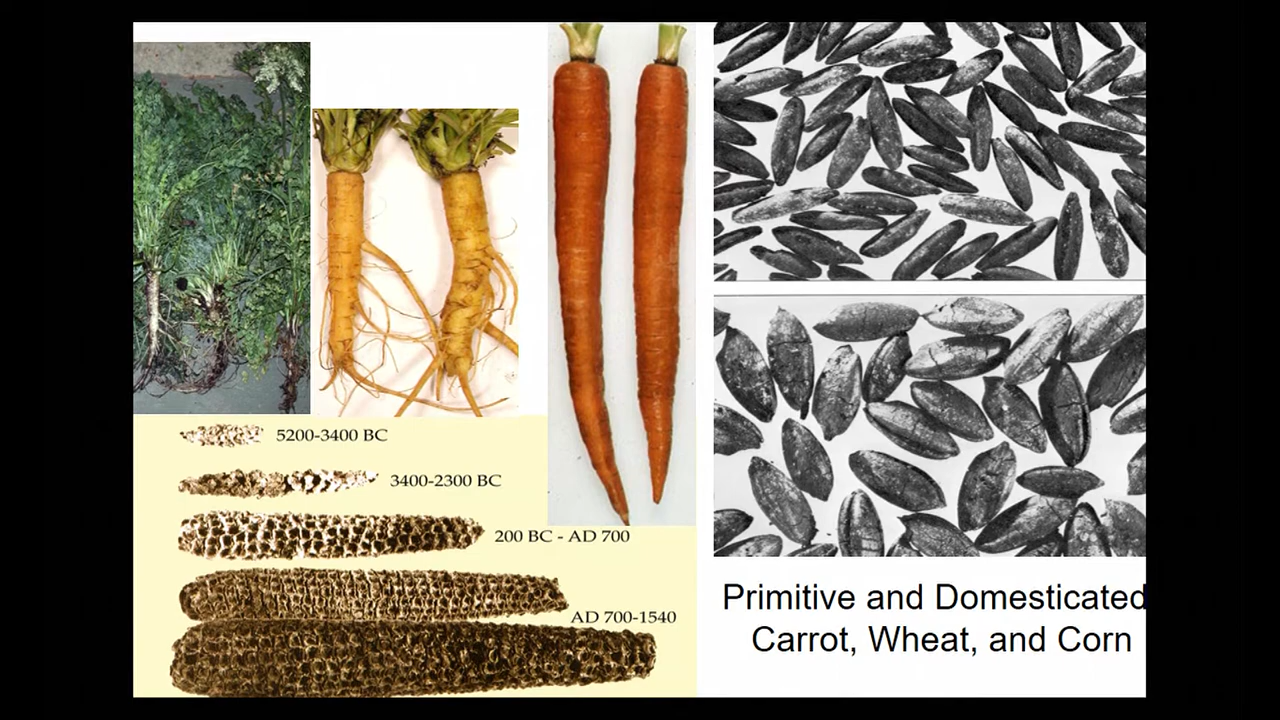 5200-3400 BC
3400-2300 BC
200 BC - AD 700
AD 700-1540
Primitive and Domesticated
Carrot, Wheat, and Corn